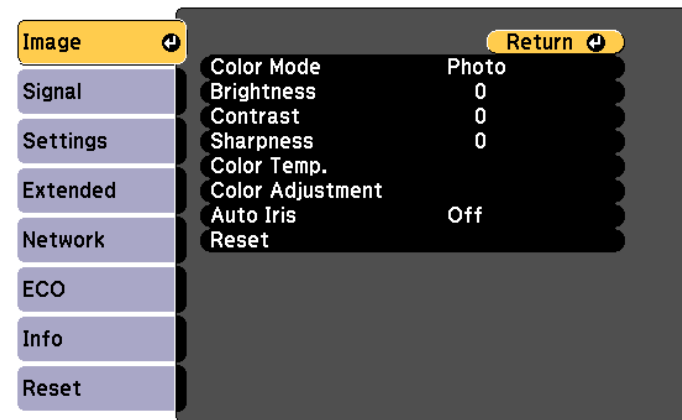 Image
Signal
Settings
Extended
Network
ECO
Info
Reset
Return
Color Mode Photo
Brightness 0
Contrast 0
Sharpness 0
Color Temp.
Color Adjustment
Auto Iris Off
Reset